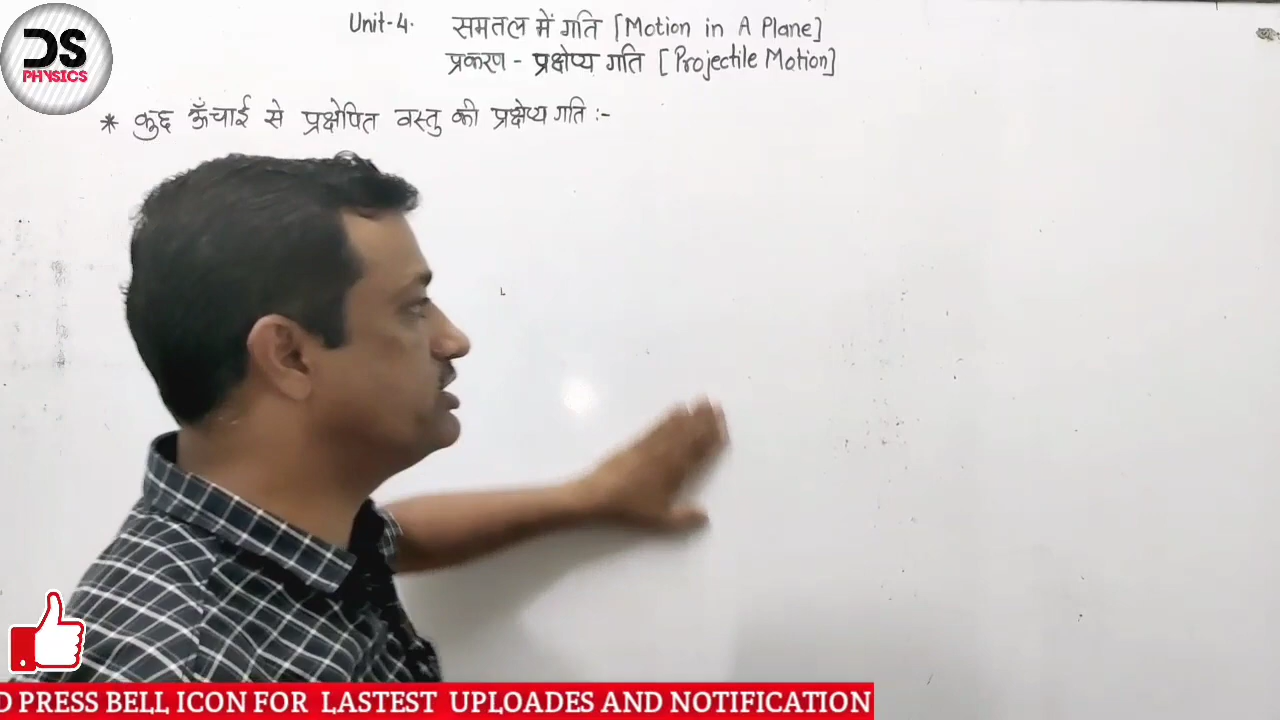 DS
PHYSICS
Unit-4. समतल में गति [Motion in A Plane]
प्रकरण - प्रक्षेप्य गति [Projectile Motion]
* कुछ ऊँचाई से प्रक्षेपित वस्तु की प्रक्षेप्य गति :-
D PRESS BELL ICON FOR LASTEST UPLOADES AND NOTIFICATION